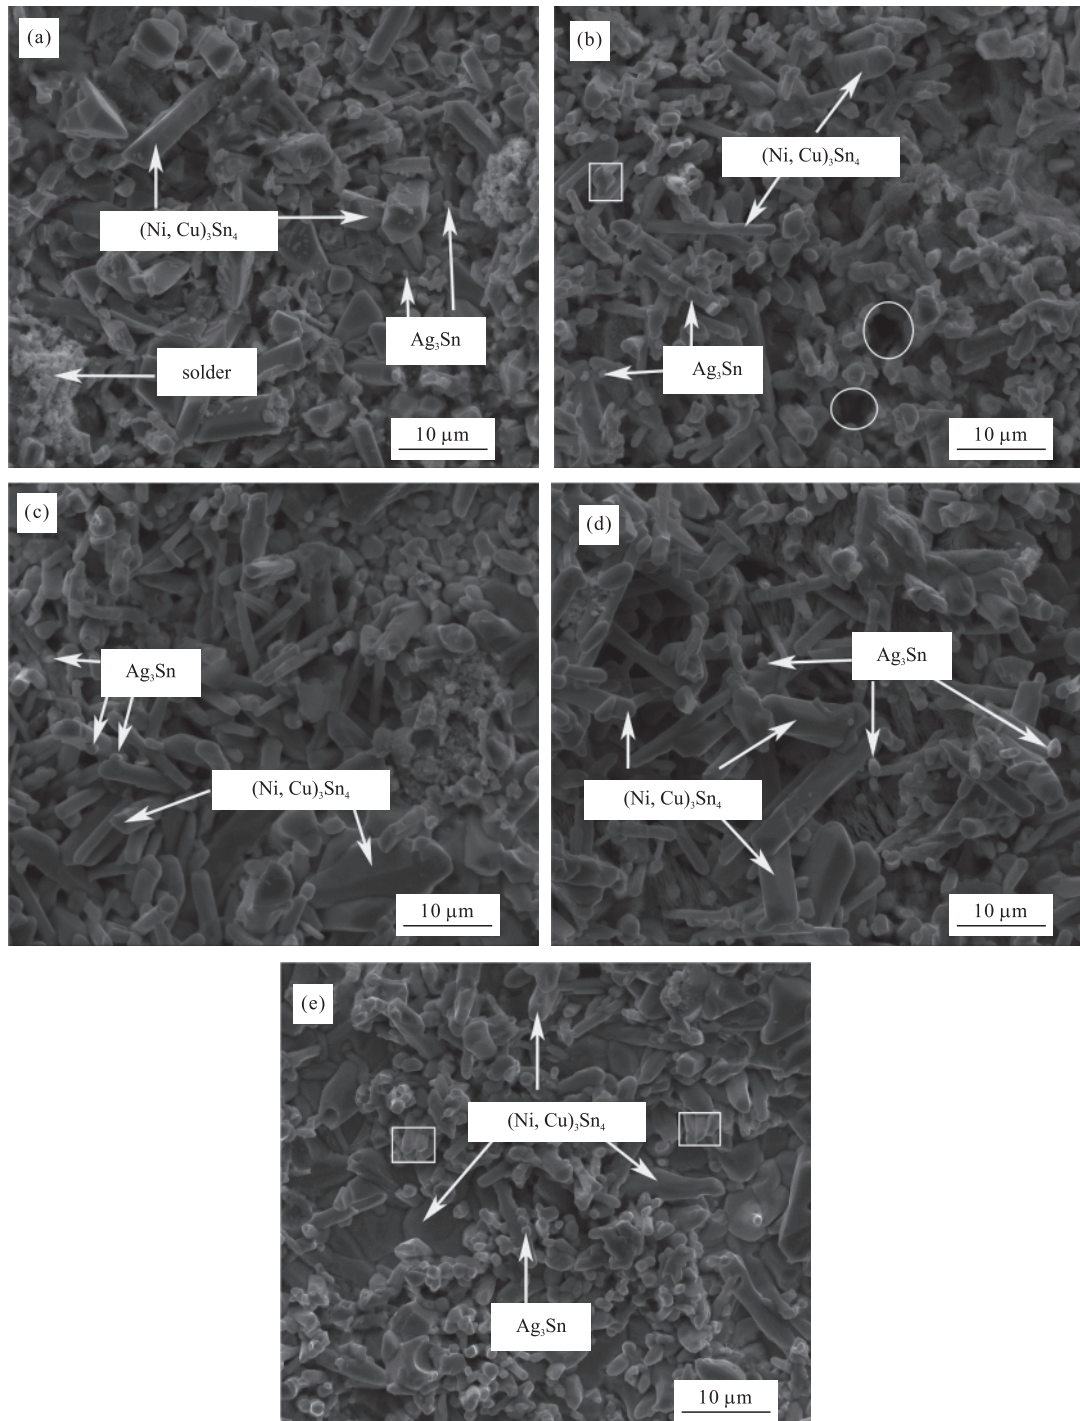 (a)
(Ni, Cu)₃Sn₄
Ag₃Sn
solder
10 μm
(b)
(Ni, Cu)₃Sn₄
Ag₃Sn
10 μm
(c)
Ag₃Sn
(Ni, Cu)₃Sn₄
10 μm
(d)
Ag₃Sn
(Ni, Cu)₃Sn₄
10 μm
(e)
(Ni, Cu)₃Sn₄
Ag₃Sn
10 μm